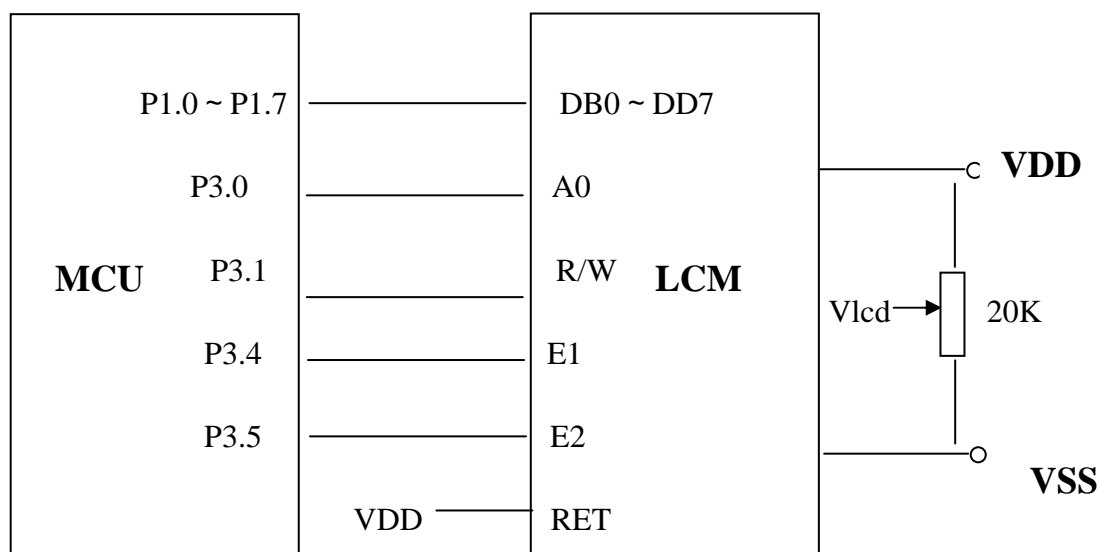 P1.0 ~ P1.7 DB0 ~ DD7
VDD
P3.0 A0
MCU P3.1 R/W LCM
Vlcd 20K
P3.4 E1
P3.5 E2
VSS
VDD RET